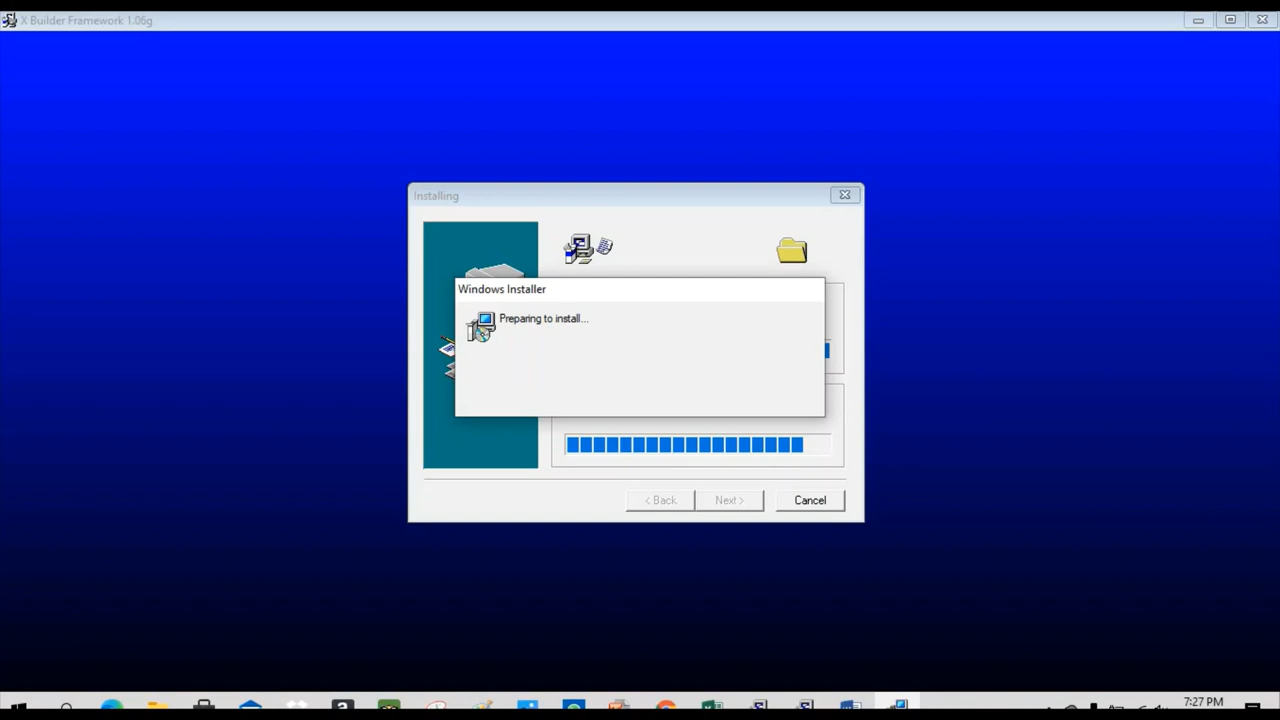 X Builder Framework 1.06g
Installing
Windows Installer
Preparing to install...
< Back
Next >
Cancel
7:27 PM